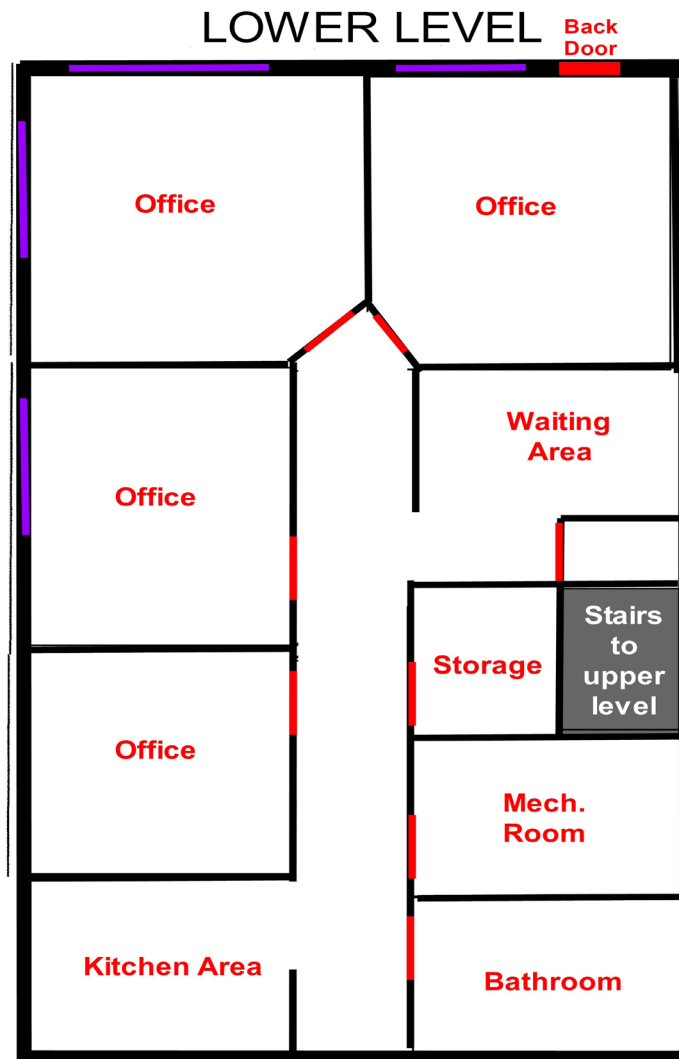 LOWER LEVEL
Back
Door
Office
Office
Waiting
Area
Office
Stairs
to
upper
level
Storage
Office
Mech.
Room
Kitchen Area
Bathroom